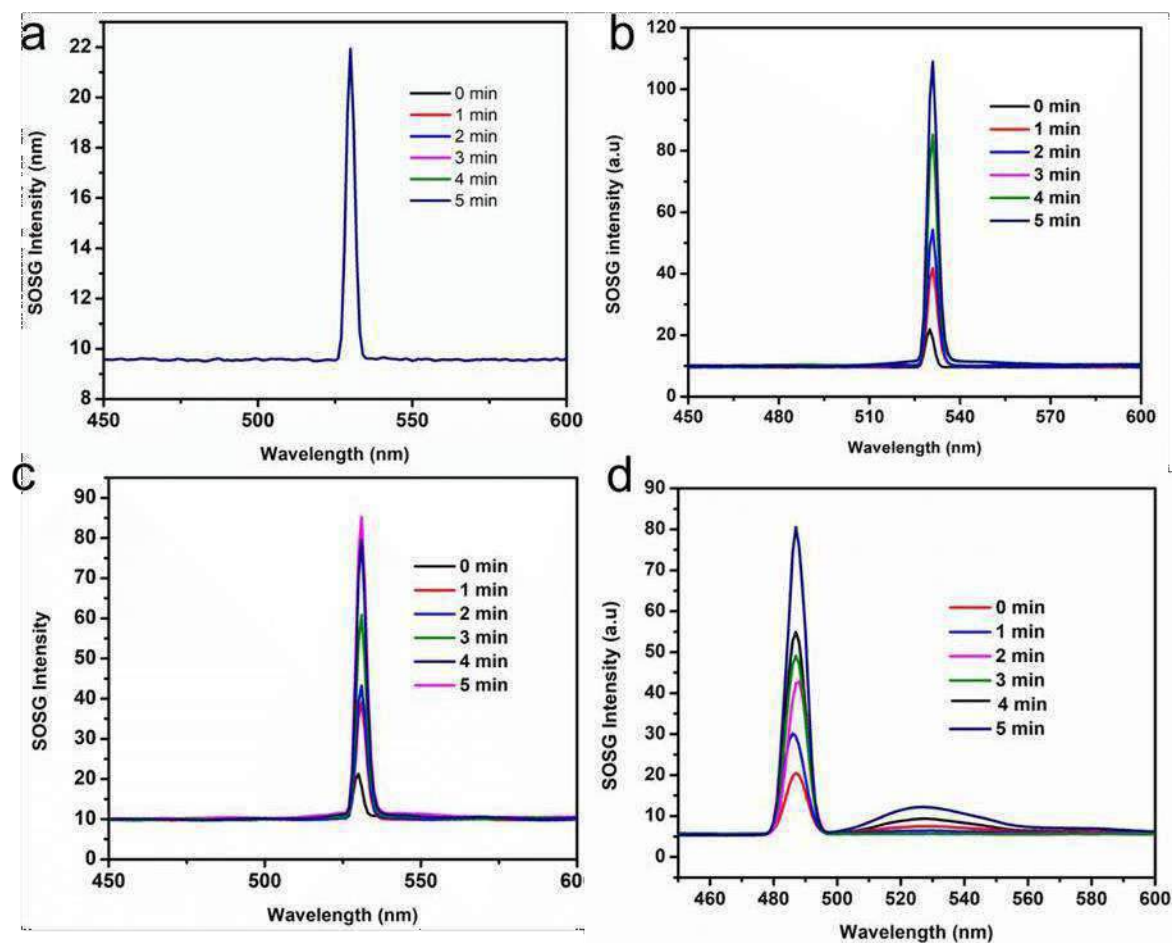 a
22
20
18
16
14
12
10
8
SOSG Intensity (nm)
0 min
1 min
2 min
3 min
4 min
5 min
450 500 550 600
Wavelength (nm)
b
120
100
80
60
40
20
0
SOSG intensity (a.u)
0 min
1 min
2 min
3 min
4 min
5 min
450 480 510 540 570 600
Wavelength (nm)
c
90
80
70
60
50
40
30
20
10
0
SOSG Intensity
0 min
1 min
2 min
3 min
4 min
5 min
450 500 550 60
Wavelength (nm)
d
90
80
70
60
50
40
30
20
10
0
SOSG Intensity (a.u)
0 min
1 min
2 min
3 min
4 min
5 min
460 480 500 520 540 560 580 600
Wavelength (nm)